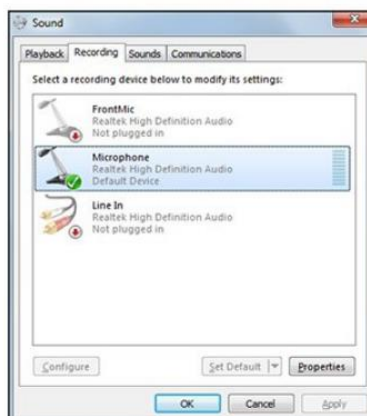 Sound
Playback Recording Sounds Communications
Select a recording device below to modify its settings:
FrontMic
Realtek High Definition Audio
Not plugged in
Microphone
Realtek High Definition Audio
Default Device
Line In
Realtek High Definition Audio
Not plugged in
Configure Set Default Properties
OK Cancel Apply